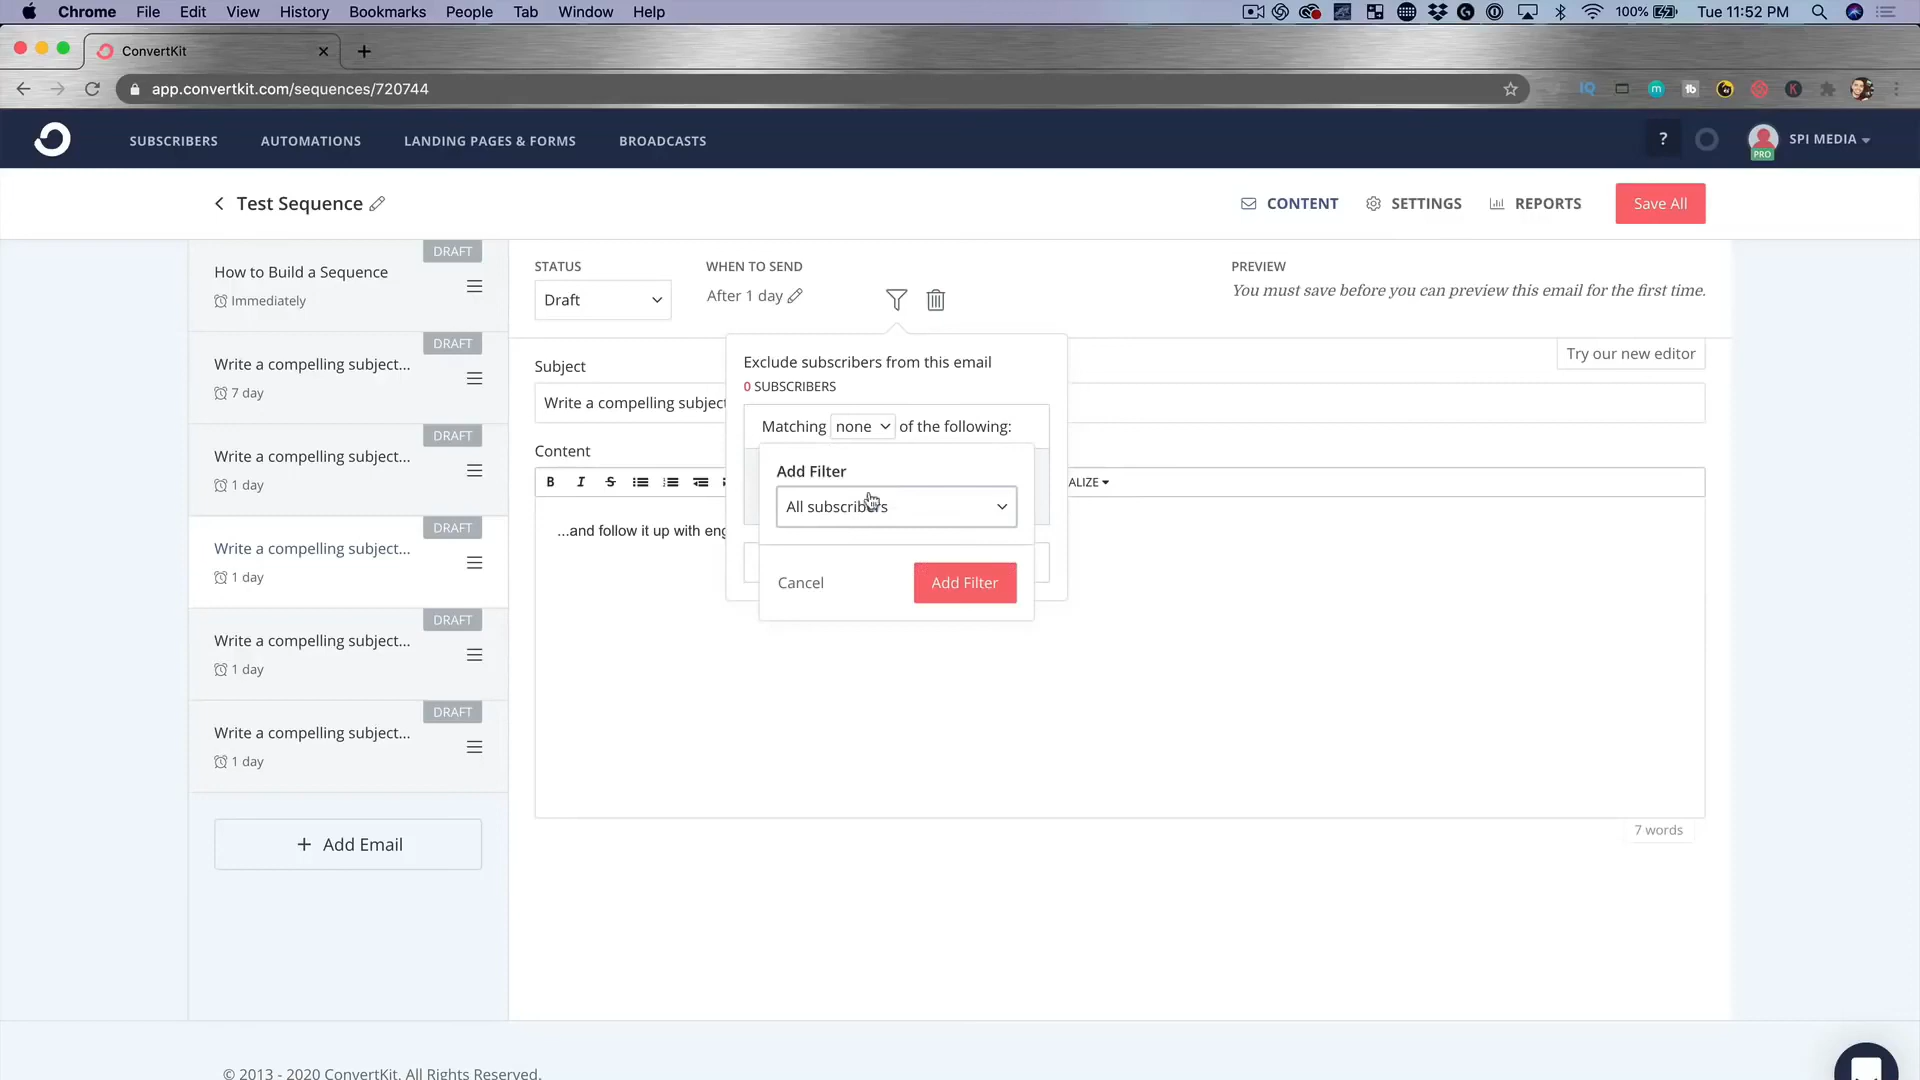 Chrome File Edit View History Bookmarks People Tab Window Help 100% Tue 11:52 PM
ConvertKit
app.convertkit.com/sequences/720744
SUBSCRIBERS AUTOMATIONS LANDING PAGES & FORMS BROADCASTS ? PRO SPI MEDIA
Test Sequence CONTENT SETTINGS REPORTS Save All
DRAFT
How to Build a Sequence
Immediately
DRAFT
Write a compelling subject...
7 day
DRAFT
Write a compelling subject...
1 day
DRAFT
Write a compelling subject...
1 day
DRAFT
Write a compelling subject...
1 day
DRAFT
Write a compelling subject...
1 day
+ Add Email
STATUS WHEN TO SEND PREVIEW
Draft After 1 day You must save before you can preview this email for the first time.
Try our new editor
Subject
Write a compelling subject
Content
B I S ALIZE
...and follow it up with eng
Exclude subscribers from this email
0 SUBSCRIBERS
Matching none of the following:
Add Filter
All subscribers
Cancel Add Filter
7 words
© 2013 - 2020 ConvertKit. All Rights Reserved.